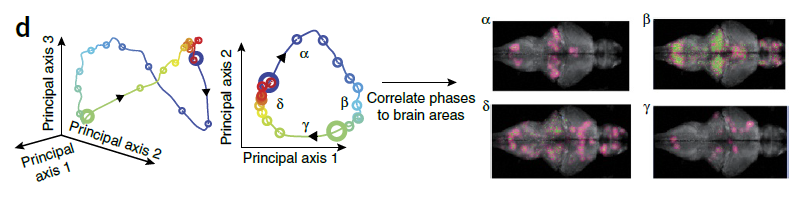 d
Principal axis 3
Principal axis 2
Principal
axis 1
Principal axis 2
Principal axis 1
α
β
γ
δ
Correlate phases
to brain areas
α
β
δ
γ